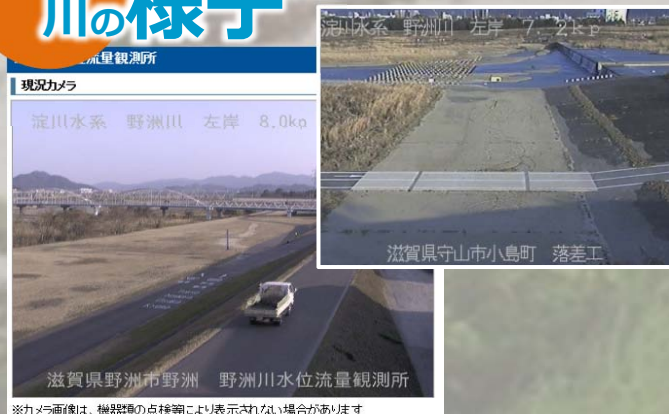 川の様子
流量観測所
現況カメラ
淀川水系 野洲川 左岸 8.0kp
滋賀県野洲市野洲 野洲川水位流量観測所
※カメラ画像は、機器類の点検等により表示されない場合があります
淀川水系 野洲川 左岸 7.2kp
滋賀県守山市小島町 落差工